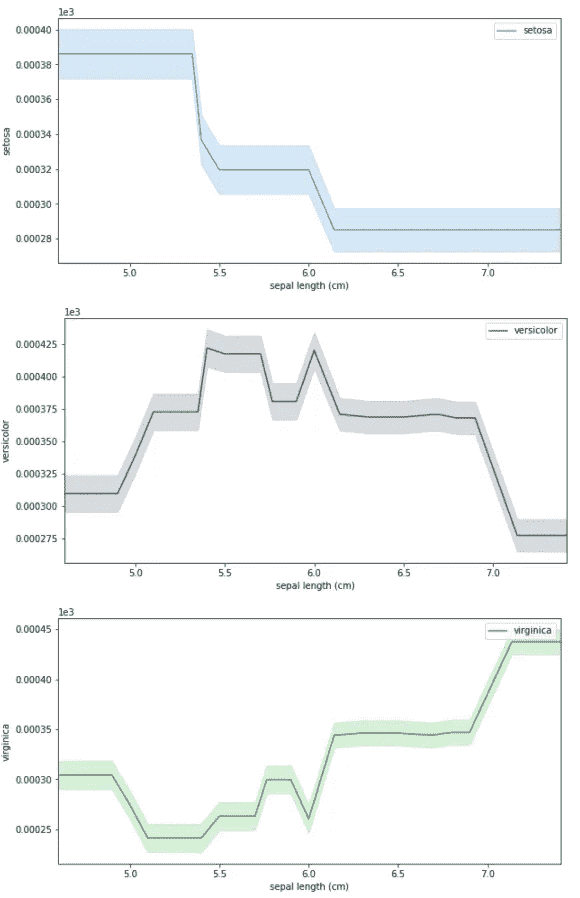 1e3
setosa
0.00040
0.00038
0.00036
0.00034
0.00032
0.00030
0.00028
setosa
5.0 5.5 6.0 6.5 7.0
sepal length (cm)
1e3
versicolor
0.000425
0.000400
0.000375
0.000350
0.000325
0.000300
0.000275
versicolor
5.0 5.5 6.0 6.5 7.0
sepal length (cm)
1e3
virginica
0.00045
0.00040
0.00035
0.00030
0.00025
virginica
5.0 5.5 6.0 6.5 7.0
sepal length (cm)